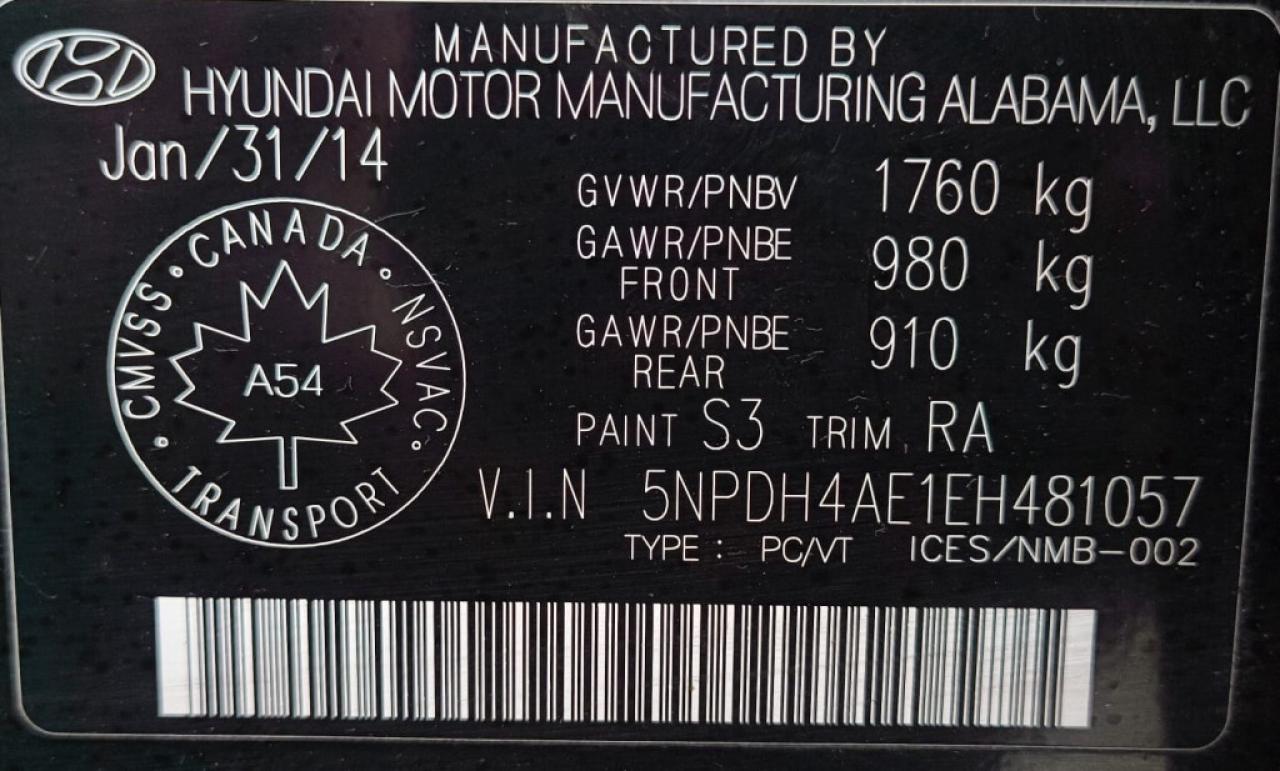 MANUFACTURED BY
HYUNDAI MOTOR MANUFACTURING ALABAMA, LLC
Jan/31/14
GVWR/PNBV 1760 kg
GAWR/PNBE FRONT 980 kg
GAWR/PNBE REAR 910 kg
CMVSS • CANADA • NSVAC • TRANSPORT •
A54
PAINT S3 TRIM RA
V.I.N 5NPDH4AE1EH481057
TYPE : PC/VT ICES/NMB-002